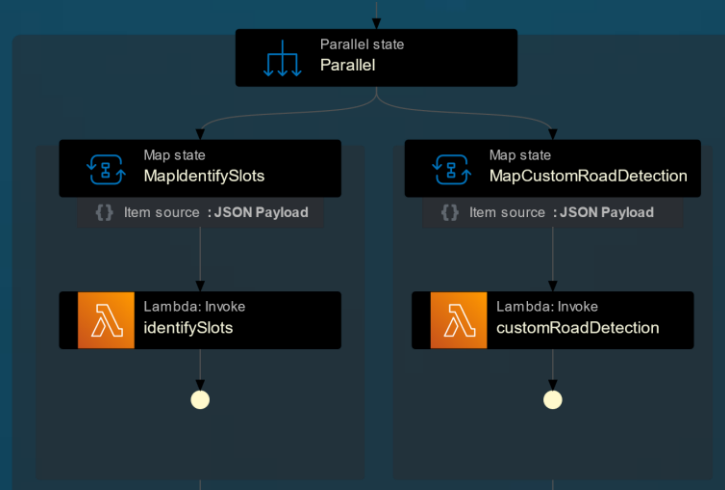 Parallel state
Parallel
Map state
MapIdentifySlots
{} Item source : JSON Payload
Lambda: Invoke
identifySlots
Map state
MapCustomRoadDetection
{} Item source : JSON Payload
Lambda: Invoke
customRoadDetection